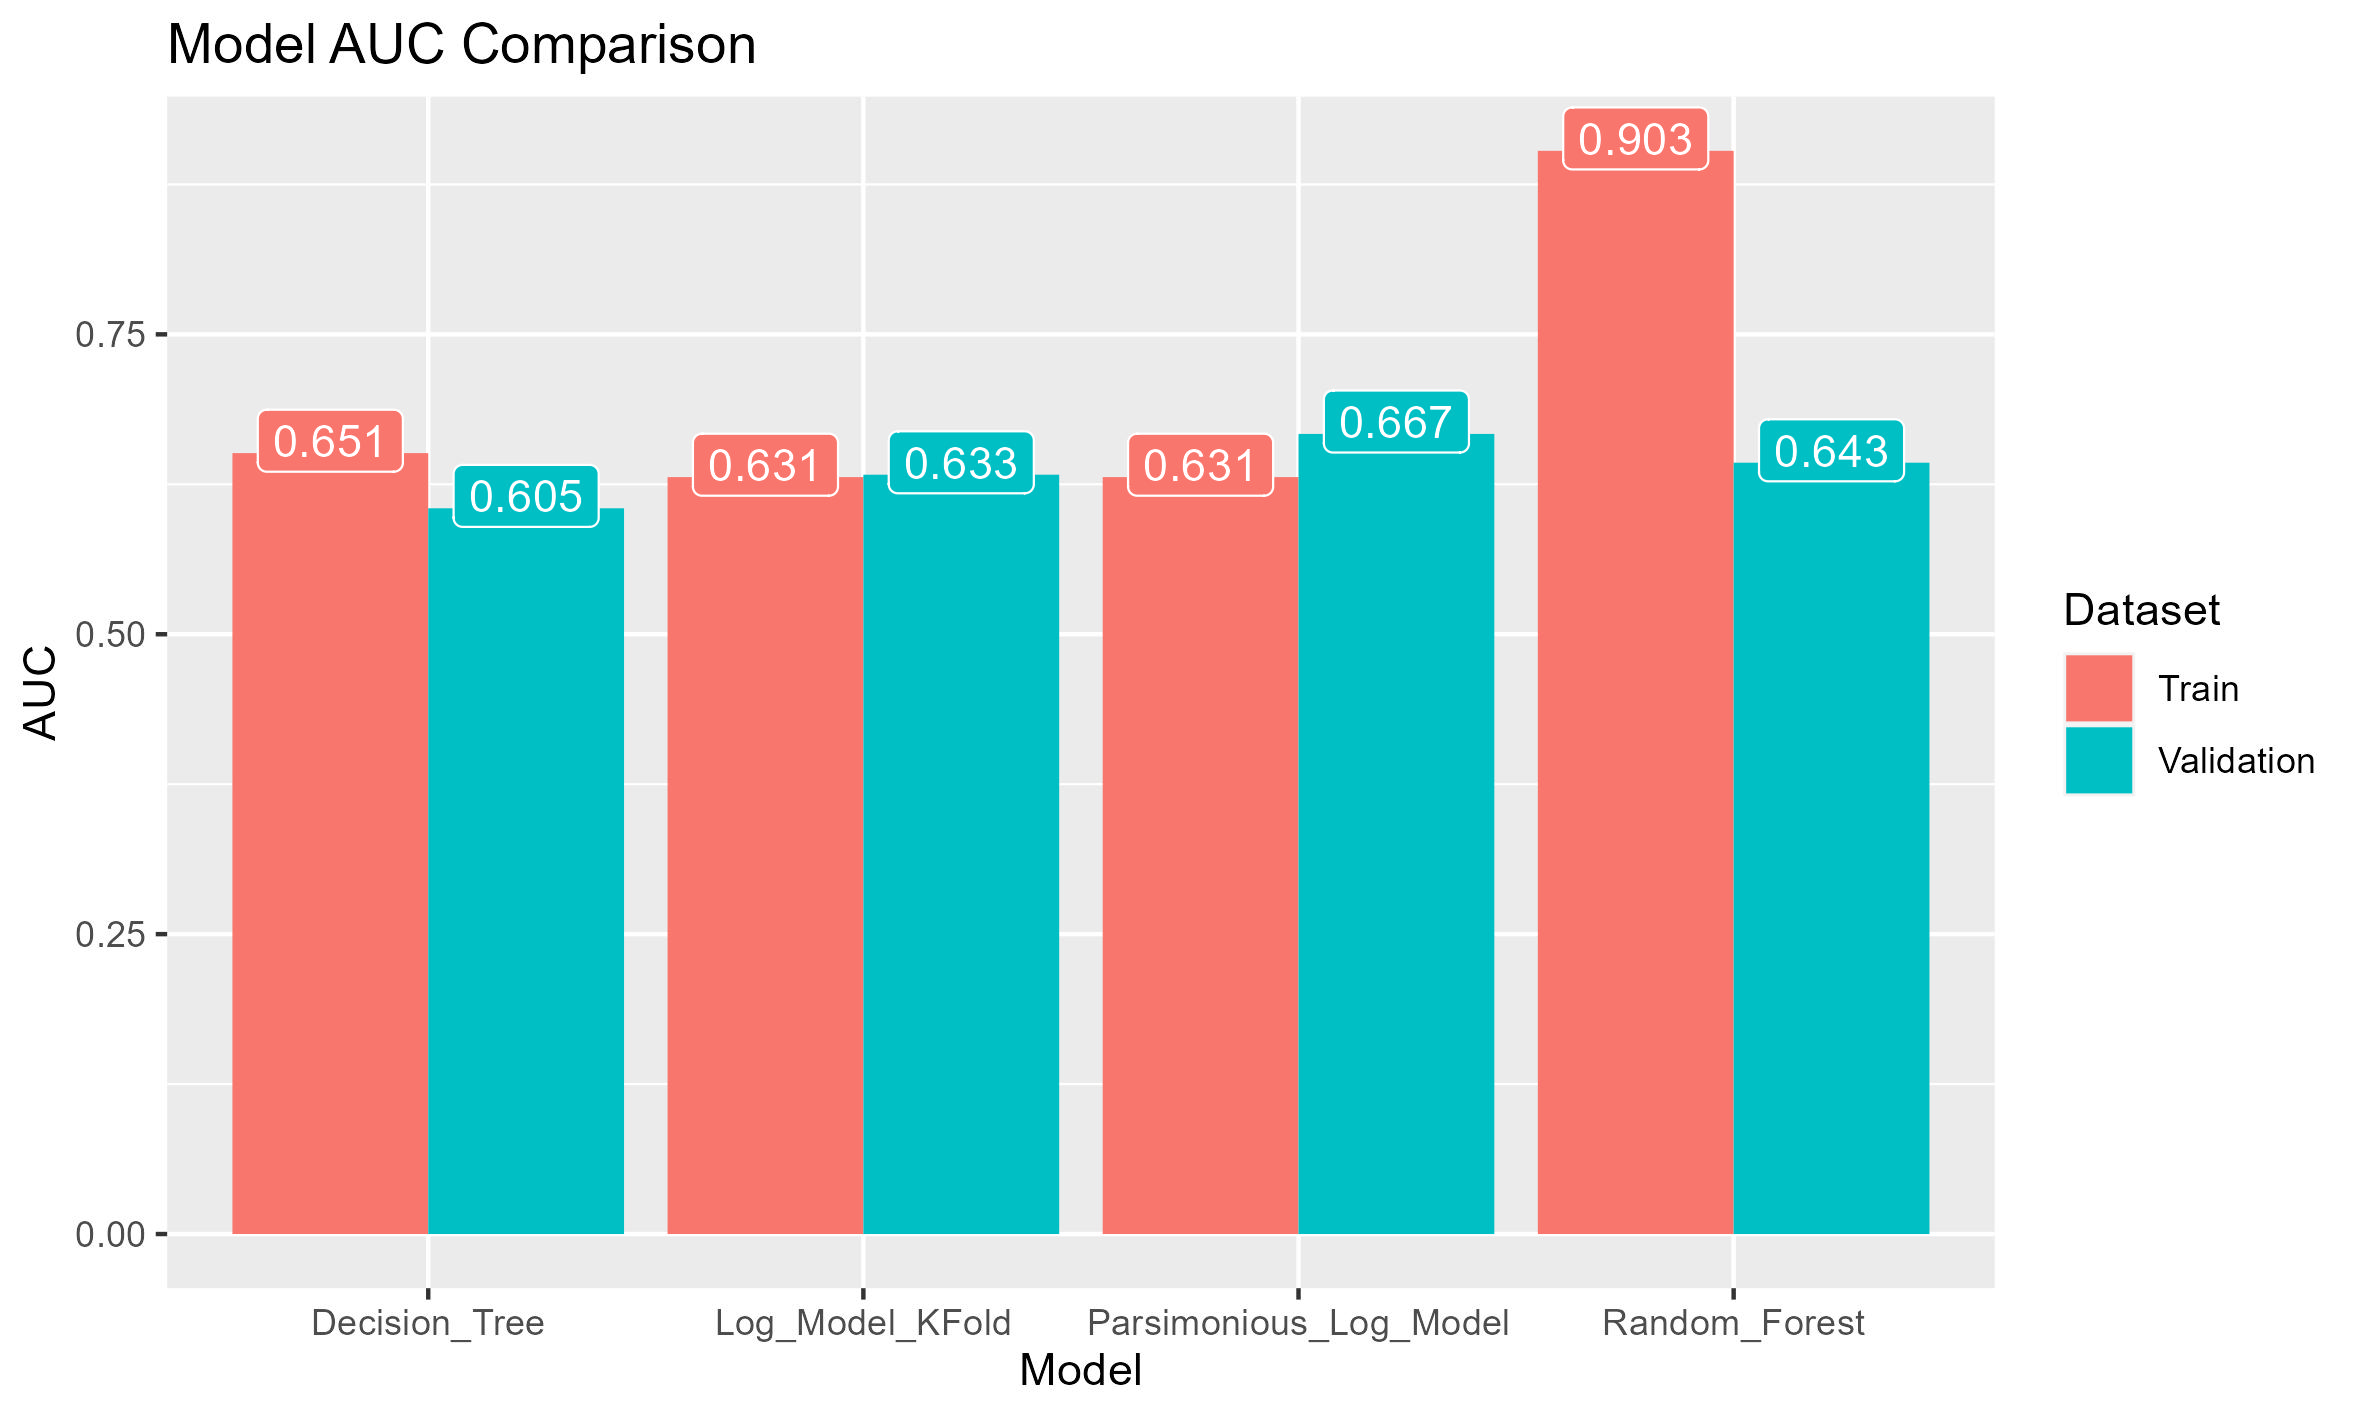 Model AUC Comparison
AUC
0.75
0.50
0.25
0.00
0.651
0.605
0.631
0.633
0.631
0.667
0.903
0.643
Decision_Tree
Log_Model_KFold
Parsimonious_Log_Model
Random_Forest
Model
Dataset
Train
Validation